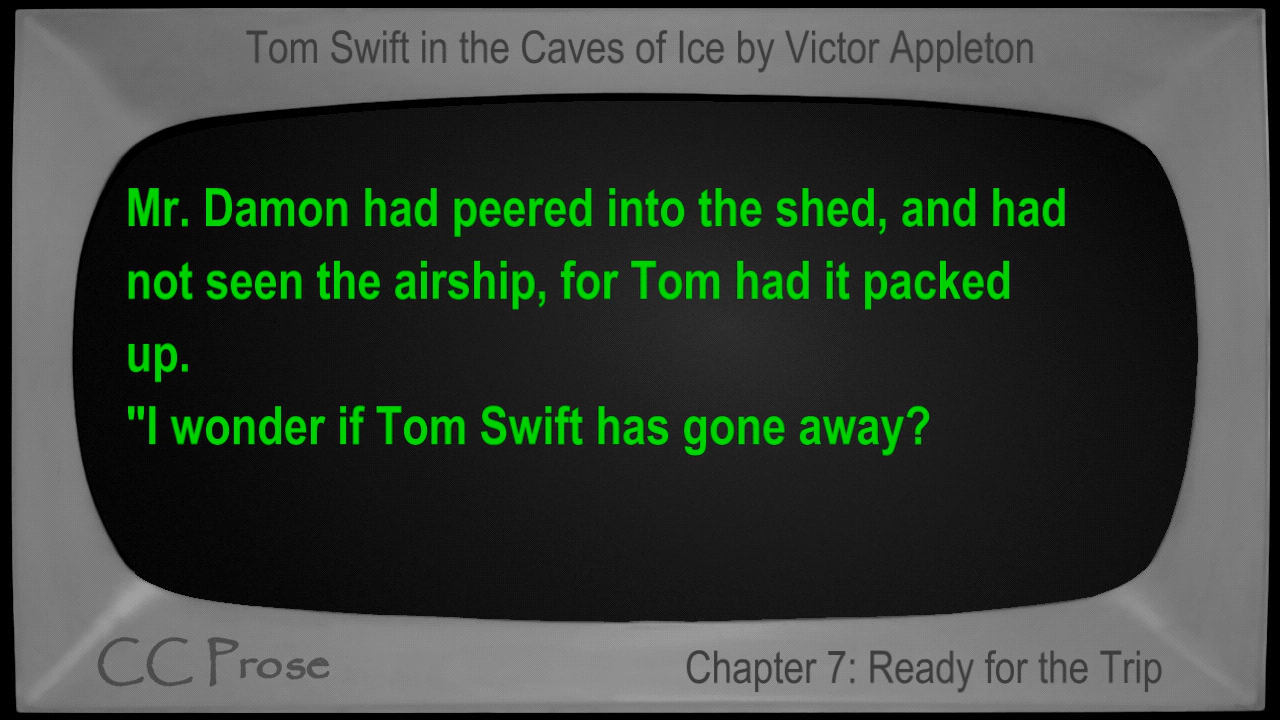 Tom Swift in the Caves of Ice by Victor Appleton
Mr. Damon had peered into the shed, and had
not seen the airship, for Tom had it packed
up.
"I wonder if Tom Swift has gone away?
CC Prose
Chapter 7: Ready for the Trip